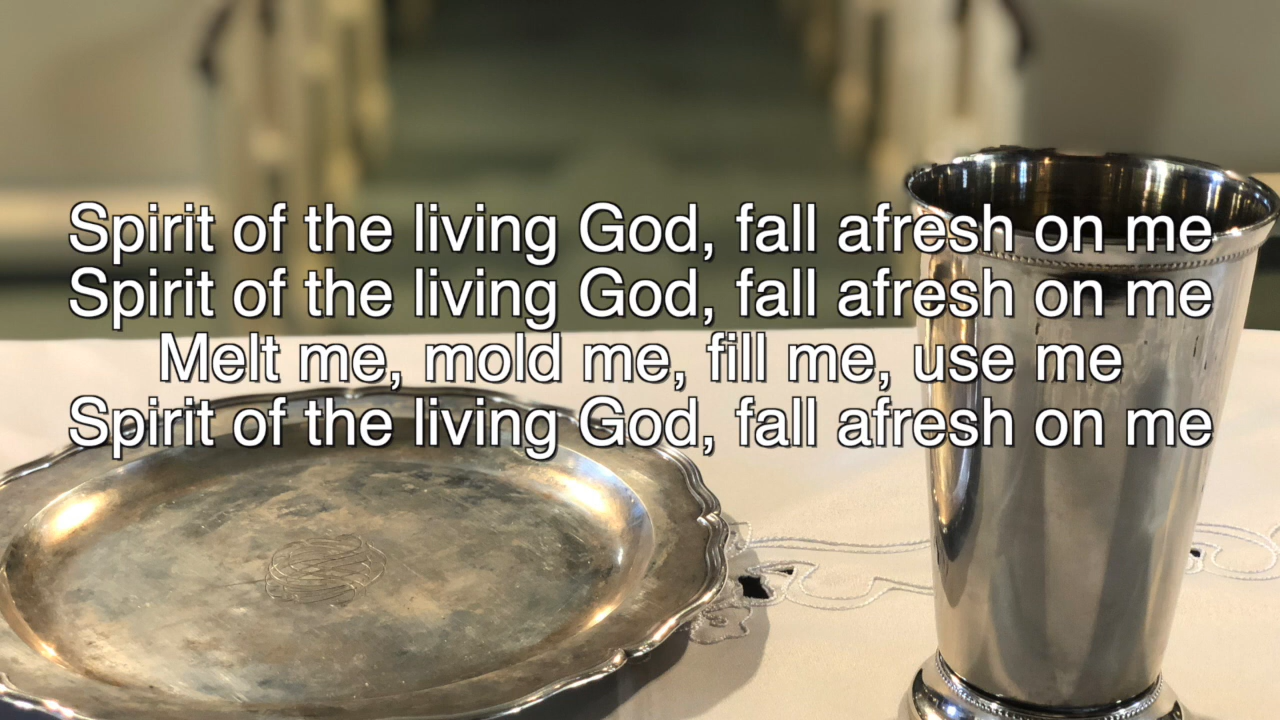 Spirit of the living God, fall afresh on me
Spirit of the living God, fall afresh on me
Melt me, mold me, fill me, use me
Spirit of the living God, fall afresh on me